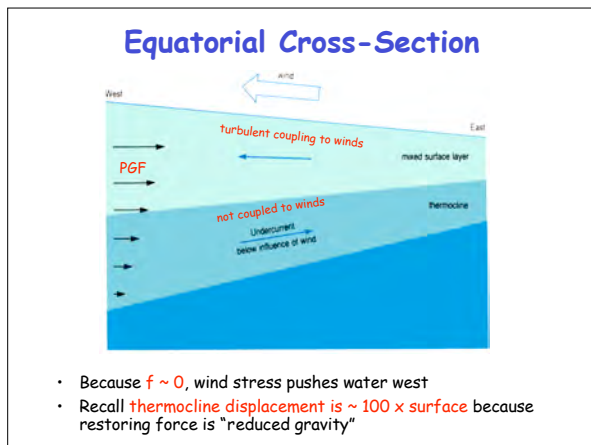 Equatorial Cross-Section
wind
West
East
turbulent coupling to winds
mixed surface layer
PGF
thermocline
not coupled to winds
Undercurrent
below influence of wind
• Because f ~ 0, wind stress pushes water west
• Recall thermocline displacement is ~ 100 x surface because
restoring force is “reduced gravity”